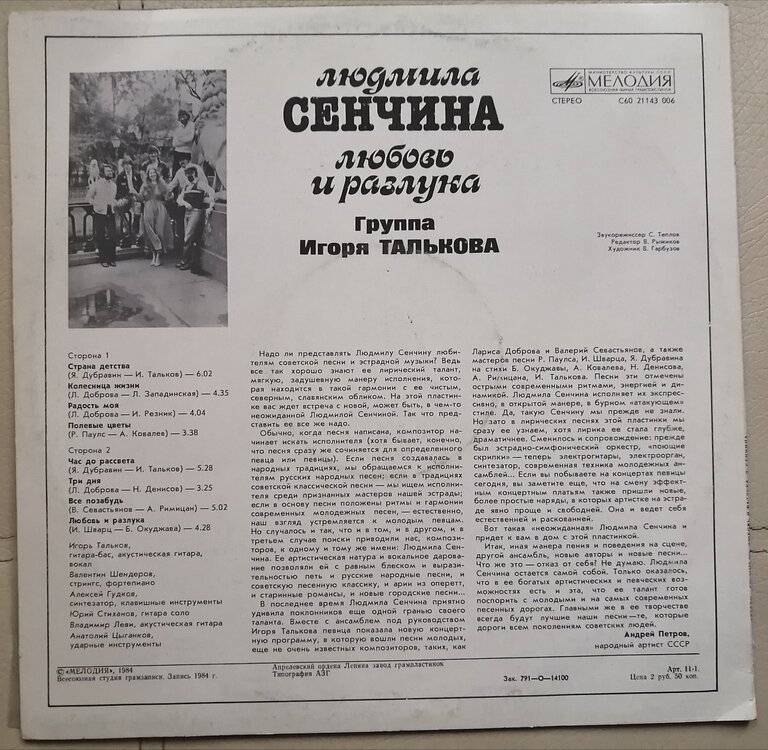 людмила
СЕНЧИНА
любовь
и разлука
Группа
Игоря ТАЛЬКОВА
МИНИСТЕРСТВО КУЛЬТУРЫ СССР
МЕЛОДИЯ
ВСЕСОЮЗНАЯ ФИРМА ГРАМПЛАСТИНОК
СТЕРЕО С60 21143 006
Звукорежиссер С. Теплов
Редактор В. Рыжиков
Художник В. Гарбузов
Сторона 1
Страна детства
(Я. Дубравин — И. Тальков) — 6.02
Колесница жизни
(Л. Доброва — Л. Западинская) — 4.35
Радость моя
(Л. Доброва — И. Резник) — 4.04
Полевые цветы
(Р. Паулс — А. Ковалев) — 3.38
Сторона 2
Час до рассвета
(Я. Дубравин — И. Тальков) — 5.28
Три дня
(Л. Доброва — Н. Денисов) — 3.25
Все позабудь
(В. Севастьянов — А. Римицан) — 5.02
Любовь и разлука
(И. Шварц — Б. Окуджава) — 4.28
Игорь Тальков,
гитара-бас, акустическая гитара,
вокал
Валентин Шендеров,
стрингс, фортепиано
Алексей Гудков,
синтезатор, клавишные инструменты
Юрий Стиханов, гитара соло
Владимир Леви, акустическая гитара
Анатолий Цыганков,
ударные инструменты
Надо ли представлять Людмилу Сенчину люби-
телям советской песни и эстрадной музыки? Ведь
все так хорошо знают ее лирический талант,
мягкую, задушевную манеру исполнения, кото-
рая находится в такой гармонии с ее чистым,
северным, славянским обликом. На этой пластин-
ке вас ждет встреча с новой, может быть, в чем-то
неожиданной Людмилой Сенчиной. Так что пред-
ставить ее все же надо.
Обычно, когда песня написана, композитор на-
чинает искать исполнителя (хотя бывает, конечно,
что песня сразу же сочиняется для определенного
певца или певицы). Если песня создавалась в
народных традициях, мы обращаемся к исполни-
телям русских народных песен; если в традициях
советской классической песни — мы ищем исполни-
теля среди признанных мастеров нашей эстрады;
если в основе песни положены ритмы и гармонии
современных молодежных песен, — естественно,
наш взгляд устремляется к молодым певцам.
Но случалось и так, что и в том, и в другом, и в
третьем случае поиски приводили нас, компози-
торов, к одному и тому же имени: Людмила Сен-
чина. Ее артистическая натура и вокальное дарова-
ние позволяли ей с равным блеском и вырази-
тельностью петь и русские народные песни, и
советскую песенную классику, и арии из оперетт,
и старинные романсы, и новые городские песни...
В последнее время Людмила Сенчина приятно
удивила поклонников еще одной гранью своего
таланта. Вместе с ансамблем под руководством
Игоря Талькова певица показала новую концерт-
ную программу, в которую вошли песни молодых,
еще не очень известных композиторов, таких, как
Лариса Доброва и Валерий Севастьянов, а также
мастеров песни Р. Паулса, И. Шварца, Я. Дубравина
на стихи Б. Окуджавы, А. Ковалева, Н. Денисова,
А. Римицана, И. Талькова. Песни эти отмечены
острыми современными ритмами, энергией и ди-
намикой. Людмила Сенчина исполняет их экспрес-
сивно, в открытой манере, в бурном «атакующем»
стиле. Да, такую Сенчину мы прежде не знали.
Но зато в лирических песнях этой пластинки мы
сразу ее узнаем, хотя лирика ее стала глубже,
драматичнее. Сменилось и сопровождение: прежде
был эстрадно-симфонический оркестр, «поющие
скрипки» — теперь электрогитары, электроорган,
синтезатор, современная техника молодежных ан-
самблей... Если вы побываете на концертах певицы
сегодня, вы заметите еще, что на смену эффект-
ным концертным платьям также пришли новые,
более простые наряды, в которых артистке на эстра-
де явно проще и свободней. Она и ведет себя
естественней и раскованней.
Вот такая «неожиданная» Людмила Сенчина и
придет к вам в дом с этой пластинкой.
Итак, иная манера пения и поведения на сцене,
другой ансамбль, новые авторы и новые песни...
Что же это — отказ от себя? Не думаю. Людмила
Сенчина остается самой собой. Только оказалось,
что в ее богатых артистических и певческих воз-
можностях есть и эта, что ее талант готов
поспорить с молодыми и на самых современных
песенных дорогах. Главными же в ее творчестве
всегда будут лучшие наши песни — те, которые
дороги всем поколениям советских людей.
Андрей Петров,
народный артист СССР
© «МЕЛОДИЯ», 1984
Всесоюзная студия грамзаписи. Запись 1984 г.
Апрелевский ордена Ленина завод грампластинок
Типография АЗГ
Зак. 791—О—14100
Арт. 11-1.
Цена 2 руб. 50 коп.